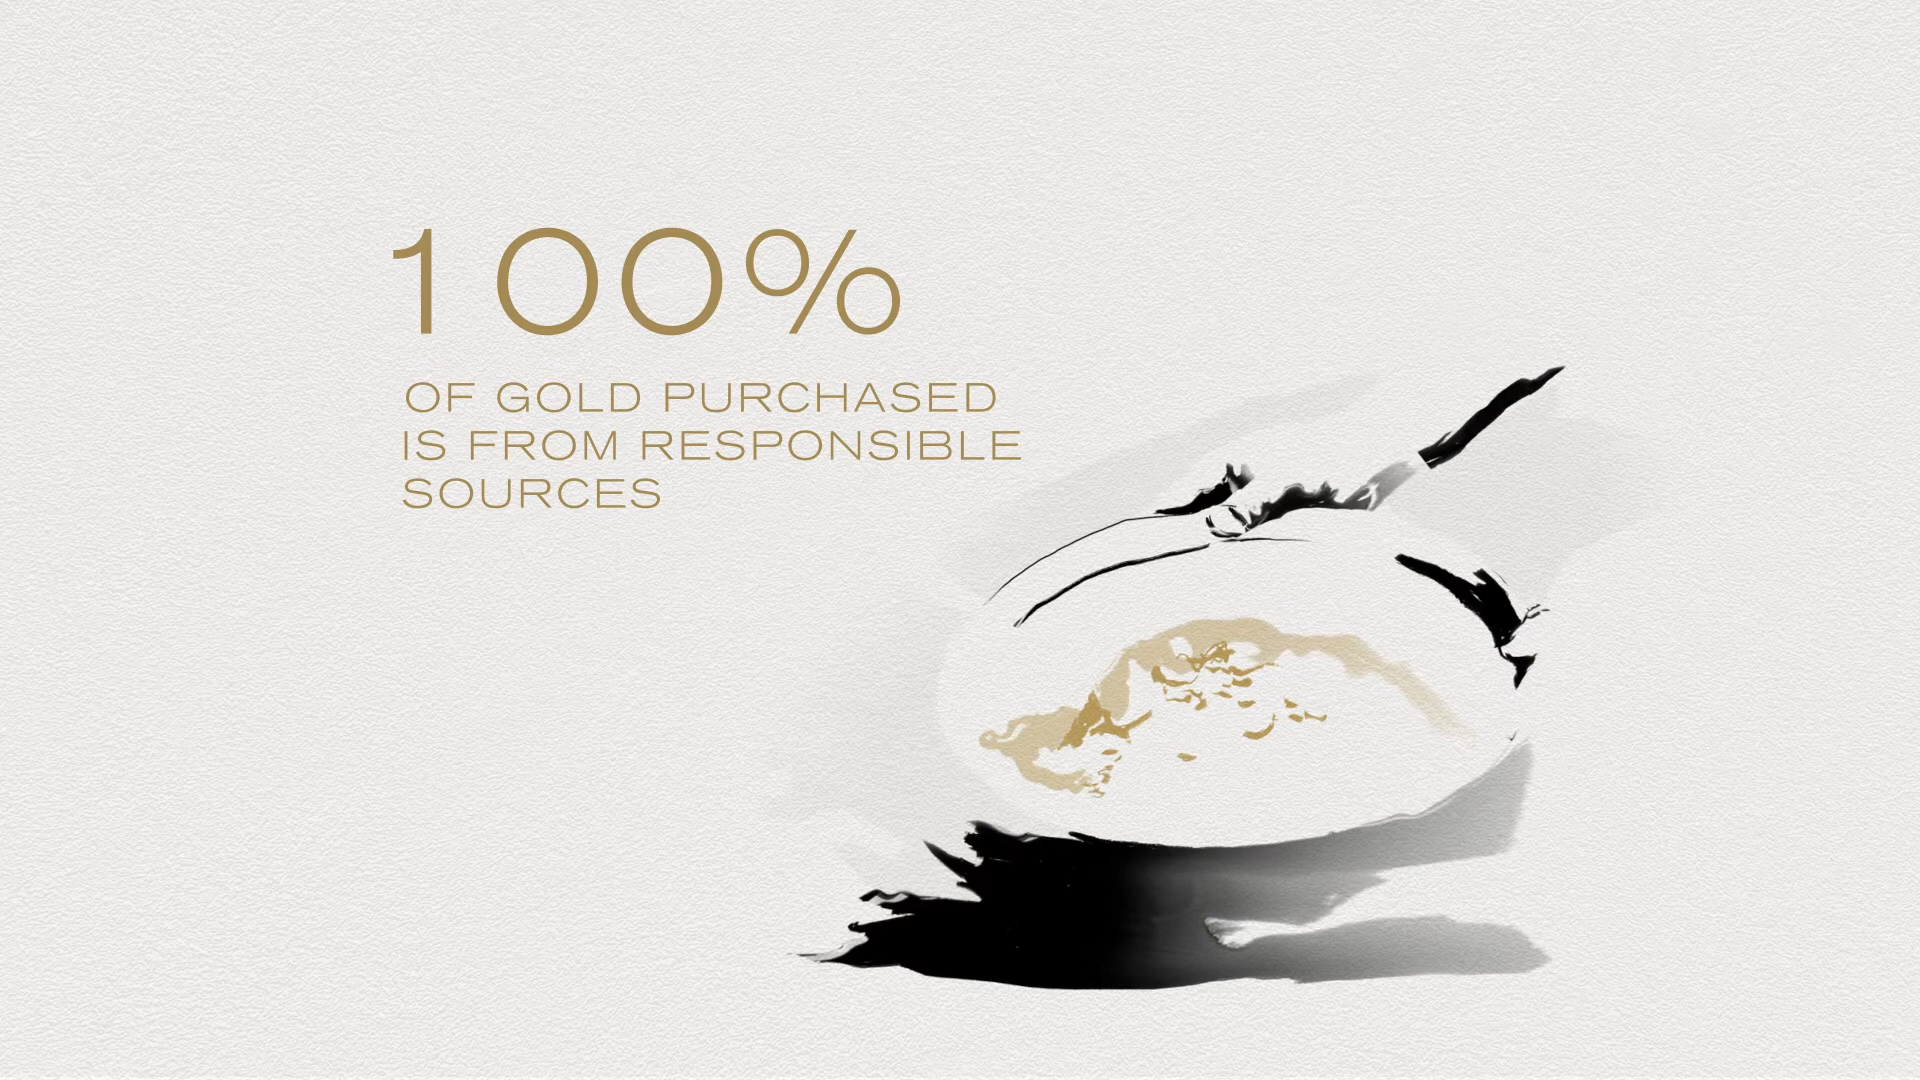 100%
OF GOLD PURCHASED
IS FROM RESPONSIBLE
SOURCES